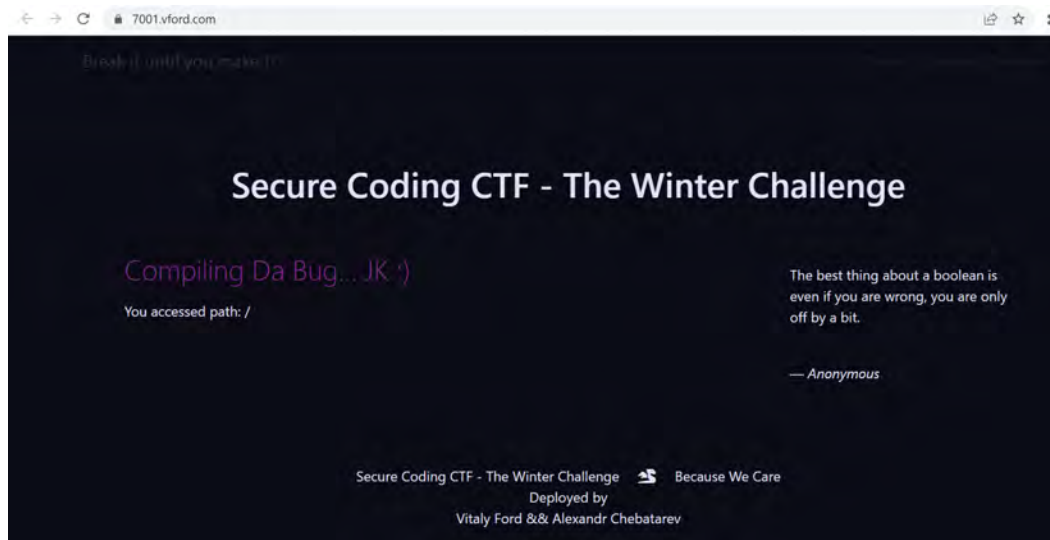 7001.vford.com
Break it until you make it
Secure Coding CTF - The Winter Challenge
Compiling Da Bug... JK :)
You accessed path: /
The best thing about a boolean is
even if you are wrong, you are only
off by a bit.
— Anonymous
Secure Coding CTF - The Winter Challenge Because We Care
Deployed by
Vitaly Ford && Alexandr Chebatarev